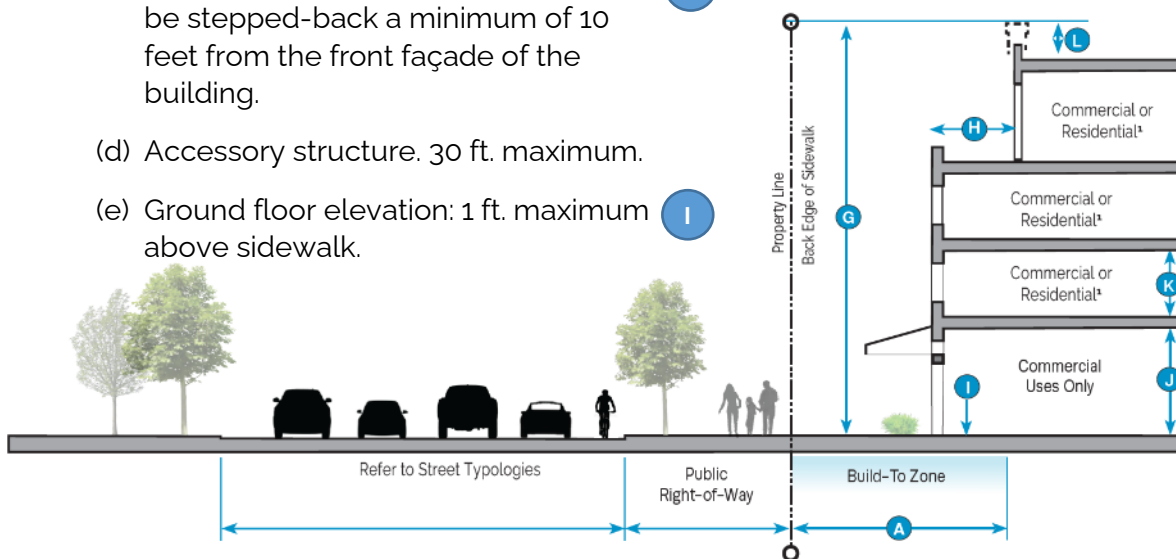 be stepped-back a minimum of 10
feet from the front façade of the
building.
(d) Accessory structure. 30 ft. maximum.
(e) Ground floor elevation: 1 ft. maximum
above sidewalk.
I
L
Commercial or
Residential¹
H
Property Line
Back Edge of Sidewalk
G
Commercial or
Residential¹
Commercial or
Residential¹
K
Commercial
Uses Only
I
J
Refer to Street Typologies
Public
Right-of-Way
Build-To Zone
A